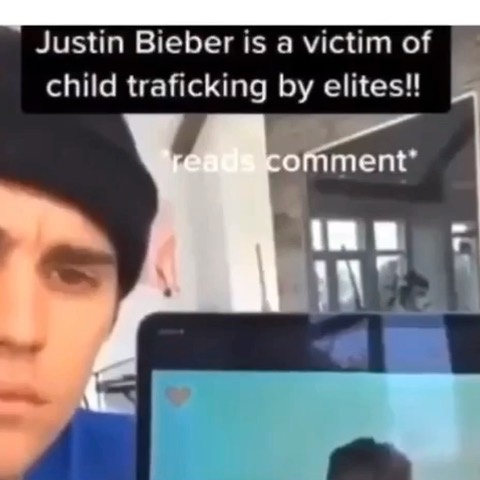 Justin Bieber is a victim of
child traficking by elites!!
*reads comment*